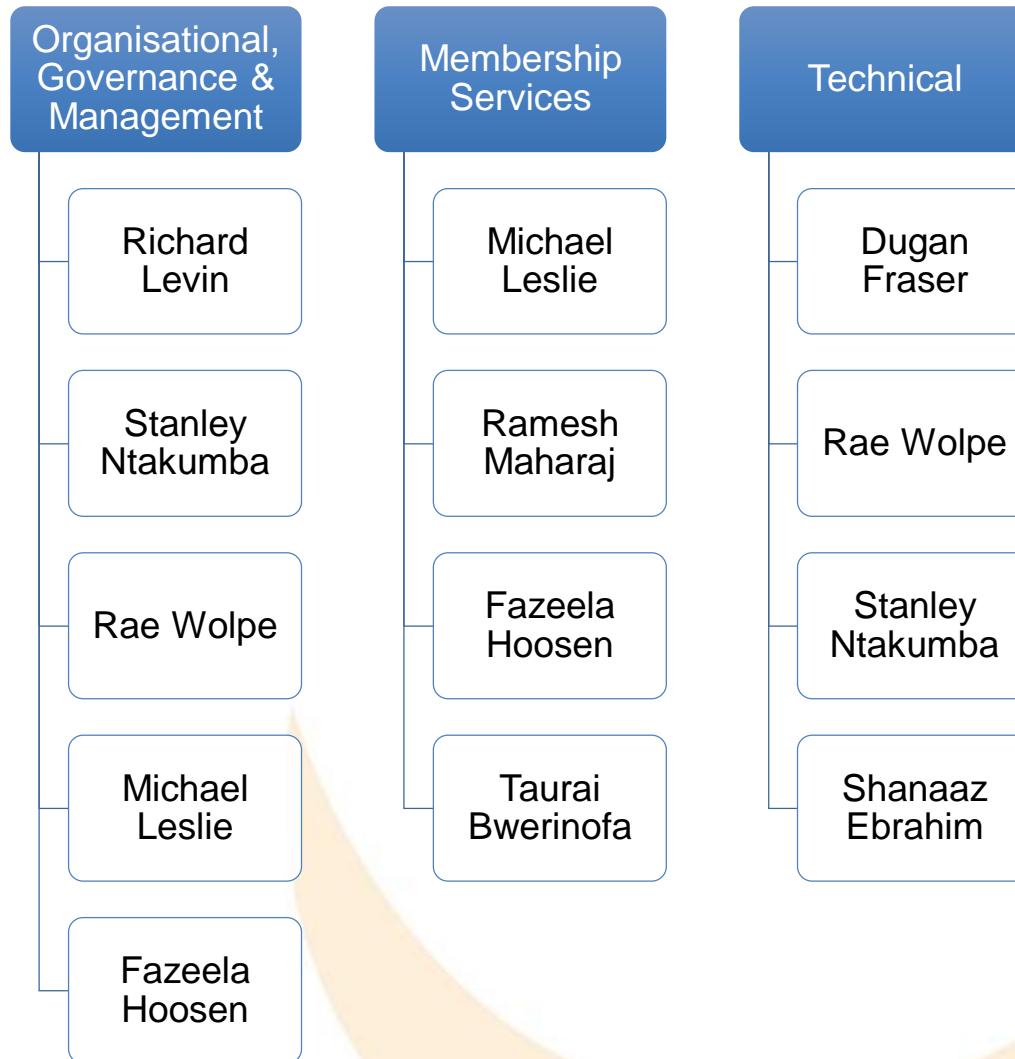 Organisational,
Governance &
Management
Richard
Levin
Stanley
Ntakumba
Rae Wolpe
Michael
Leslie
Fazeela
Hoosen
Membership
Services
Michael
Leslie
Ramesh
Maharaj
Fazeela
Hoosen
Taurai
Bwerinofa
Technical
Dugan
Fraser
Rae Wolpe
Stanley
Ntakumba
Shanaaz
Ebrahim